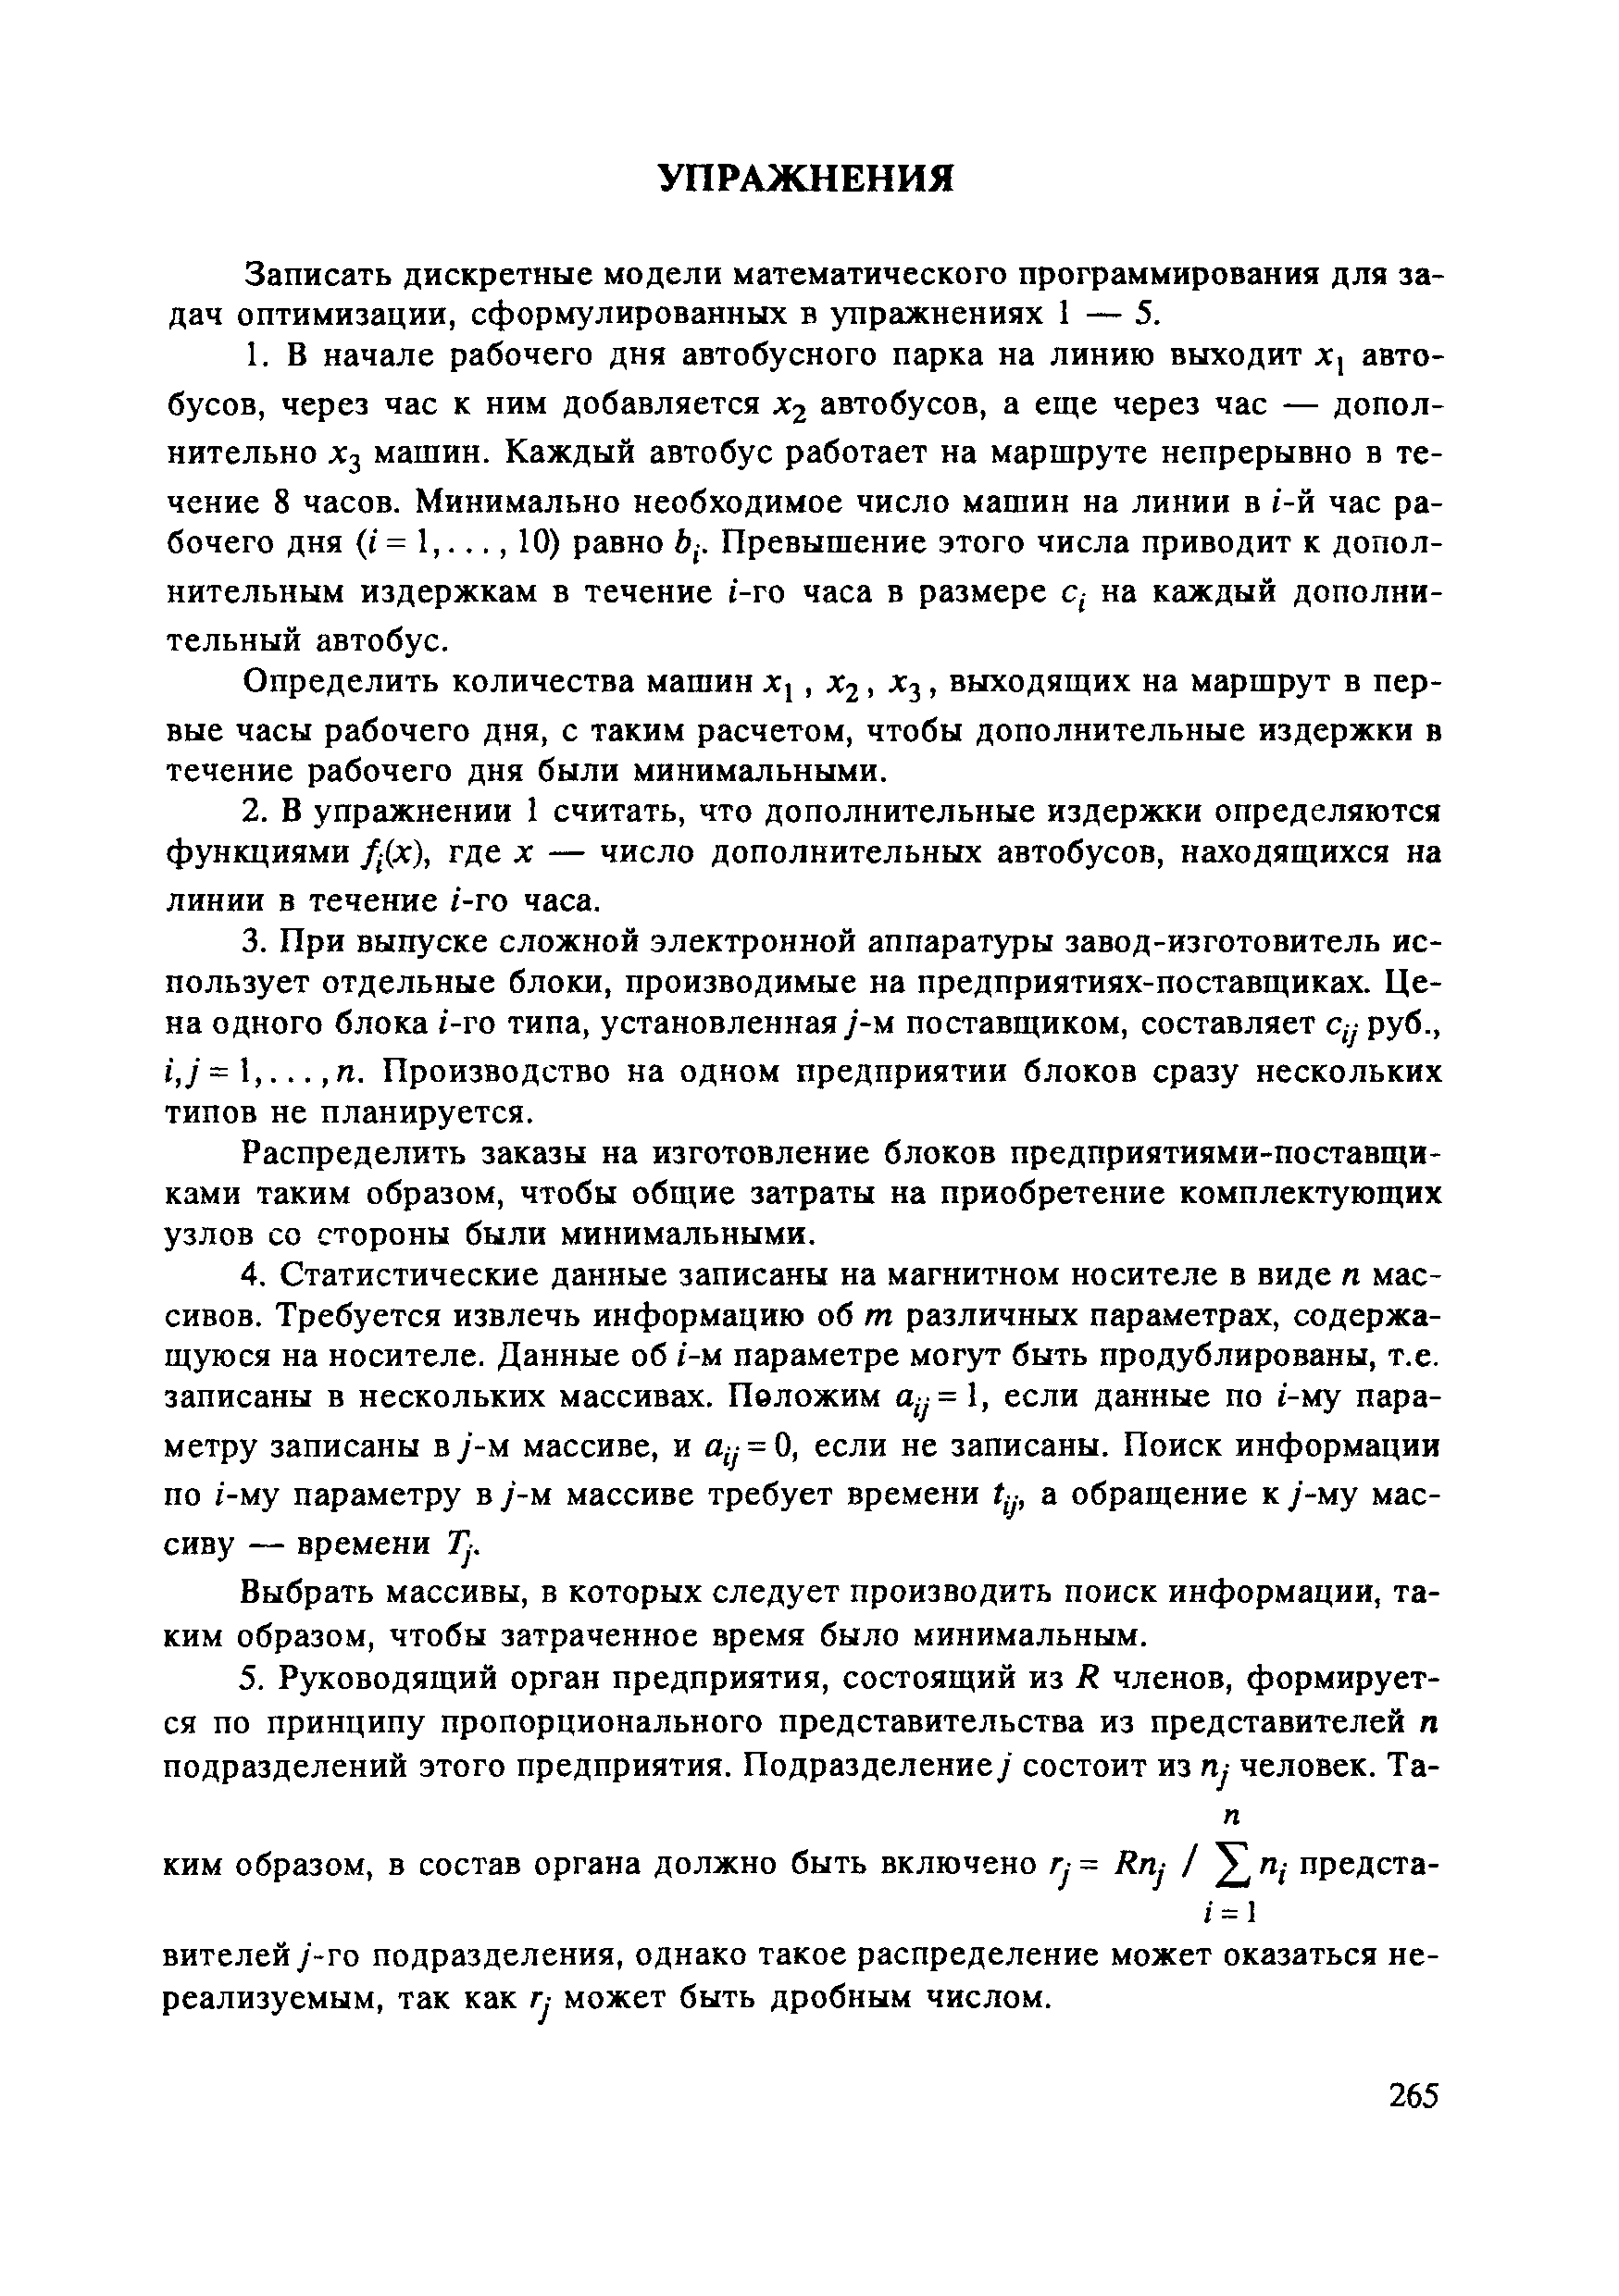 УПРАЖНЕНИЯ
Записать дискретные модели математического программирования для за-
дач оптимизации, сформулированных в упражнениях 1 — 5.
1. В начале рабочего дня автобусного парка на линию выходит x₁ авто-
бусов, через час к ним добавляется x₂ автобусов, а еще через час — допол-
нительно x₃ машин. Каждый автобус работает на маршруте непрерывно в те-
чение 8 часов. Минимально необходимое число машин на линии в i-й час ра-
бочего дня (i = 1,. . . , 10) равно bᵢ. Превышение этого числа приводит к допол-
нительным издержкам в течение i-го часа в размере cᵢ на каждый дополни-
тельный автобус.
Определить количества машин x₁ , x₂ , x₃ , выходящих на маршрут в пер-
вые часы рабочего дня, с таким расчетом, чтобы дополнительные издержки в
течение рабочего дня были минимальными.
2. В упражнении 1 считать, что дополнительные издержки определяются
функциями fᵢ(x), где x — число дополнительных автобусов, находящихся на
линии в течение i-го часа.
3. При выпуске сложной электронной аппаратуры завод-изготовитель ис-
пользует отдельные блоки, производимые на предприятиях-поставщиках. Це-
на одного блока i-го типа, установленная j-м поставщиком, составляет cᵢⱼ руб.,
i,j = 1,. . . ,n. Производство на одном предприятии блоков сразу нескольких
типов не планируется.
Распределить заказы на изготовление блоков предприятиями-поставщи-
ками таким образом, чтобы общие затраты на приобретение комплектующих
узлов со стороны были минимальными.
4. Статистические данные записаны на магнитном носителе в виде n мас-
сивов. Требуется извлечь информацию об m различных параметрах, содержа-
щуюся на носителе. Данные об i-м параметре могут быть продублированы, т.е.
записаны в нескольких массивах. Положим aᵢⱼ = 1, если данные по i-му пара-
метру записаны в j-м массиве, и aᵢⱼ = 0, если не записаны. Поиск информации
по i-му параметру в j-м массиве требует времени tᵢⱼ, а обращение к j-му мас-
сиву — времени Tⱼ.
Выбрать массивы, в которых следует производить поиск информации, та-
ким образом, чтобы затраченное время было минимальным.
5. Руководящий орган предприятия, состоящий из R членов, формирует-
ся по принципу пропорционального представительства из представителей n
подразделений этого предприятия. Подразделение j состоит из nⱼ человек. Та-
n
ким образом, в состав органа должно быть включено rⱼ = Rnⱼ / ∑ nᵢ предста-
i = 1
вителей j-го подразделения, однако такое распределение может оказаться не-
реализуемым, так как rⱼ может быть дробным числом.
265